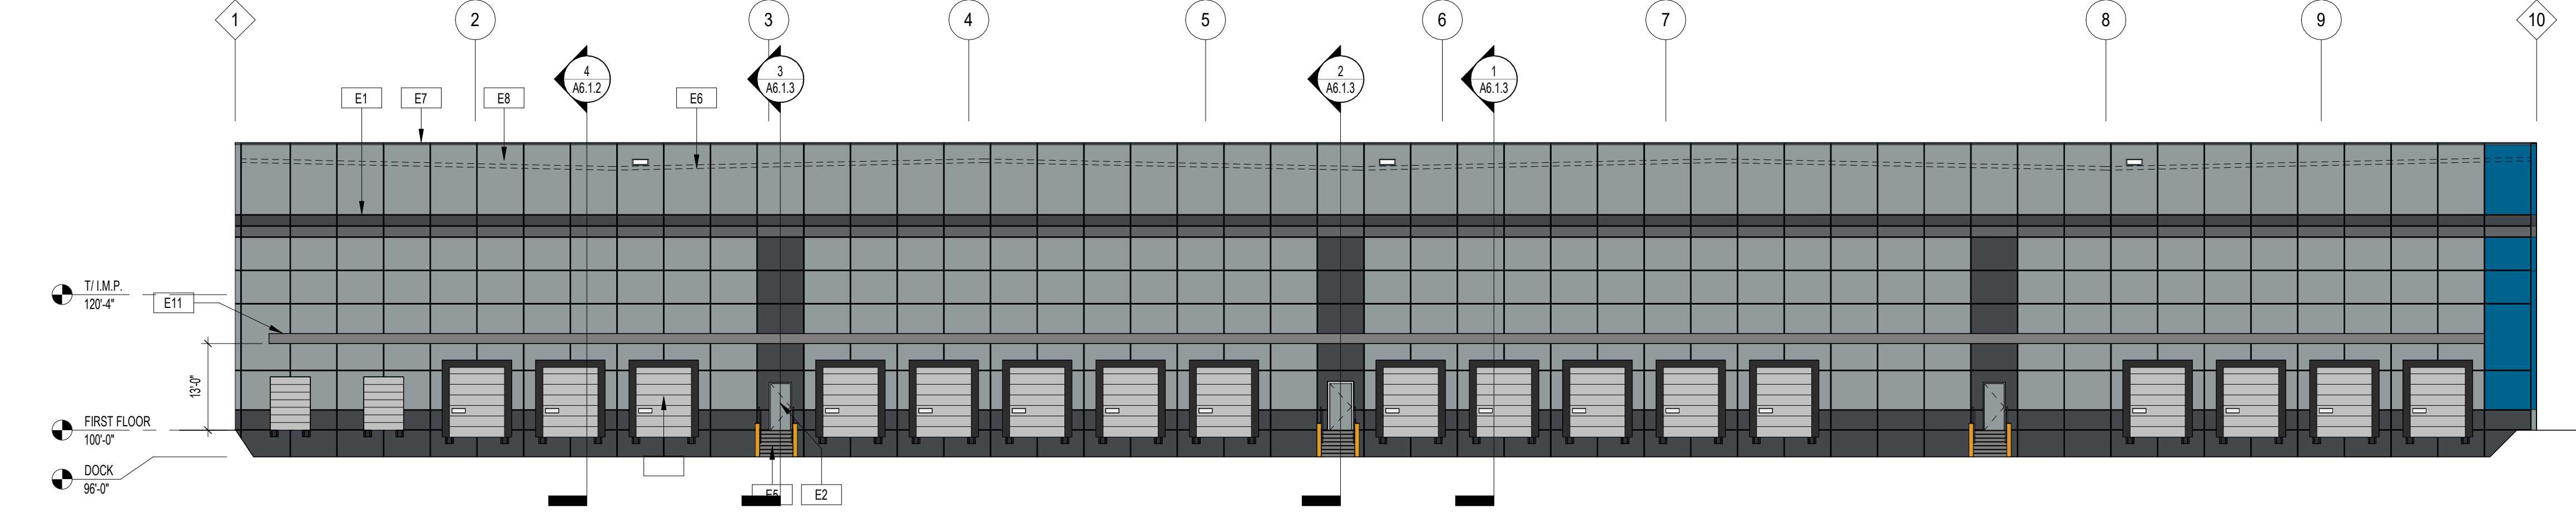 1
2
3
4
5
6
7
8
9
10
4
A6.1.2
3
A6.1.3
2
A6.1.3
1
A6.1.3
E1
E7
E8
E6
T/ I.M.P.
120'-4"
E11
13'-0"
FIRST FLOOR
100'-0"
DOCK
96'-0"
E5
E2